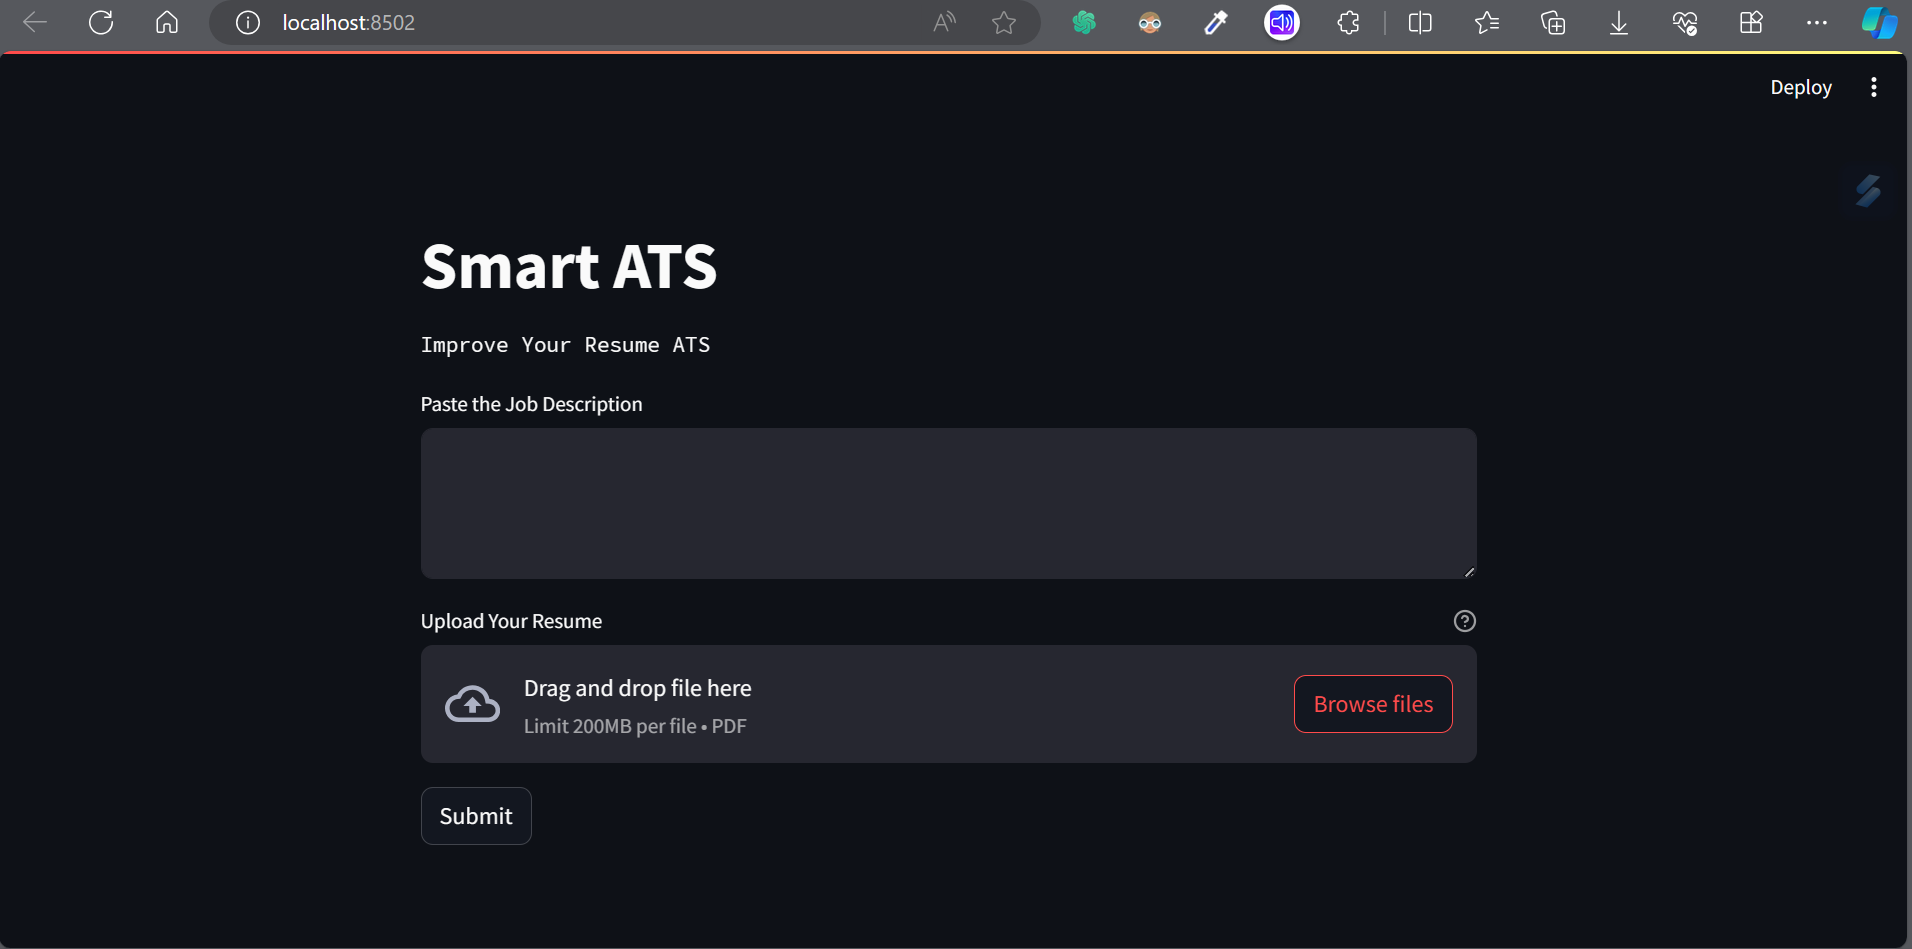 localhost:8502
Deploy
Smart ATS
Improve Your Resume ATS
Paste the Job Description
Upload Your Resume
Drag and drop file here
Limit 200MB per file • PDF
Browse files
Submit